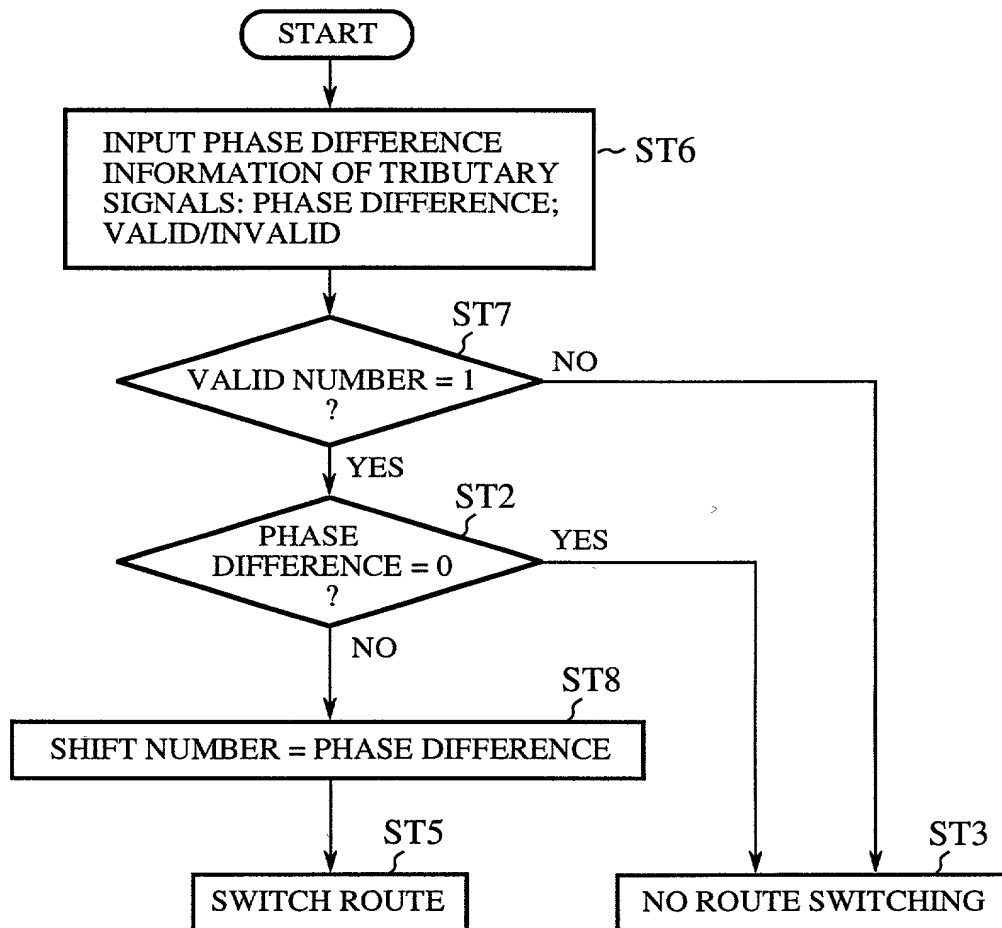 START
INPUT PHASE DIFFERENCE
INFORMATION OF TRIBUTARY
SIGNALS: PHASE DIFFERENCE;
VALID/INVALID
ST6
ST7
VALID NUMBER = 1
?
NO
YES
ST2
PHASE
DIFFERENCE = 0
?
YES
NO
ST8
SHIFT NUMBER = PHASE DIFFERENCE
ST5
SWITCH ROUTE
ST3
NO ROUTE SWITCHING